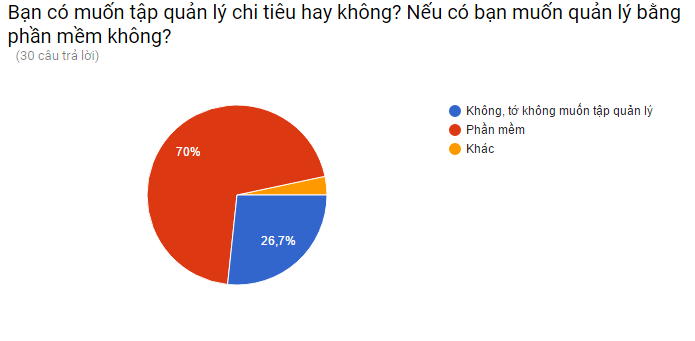 Bạn có muốn tập quản lý chi tiêu hay không? Nếu có bạn muốn quản lý bằng
phần mềm không?
(30 câu trả lời)
Không, tớ không muốn tập quản lý
Phần mềm
Khác
70%
26,7%